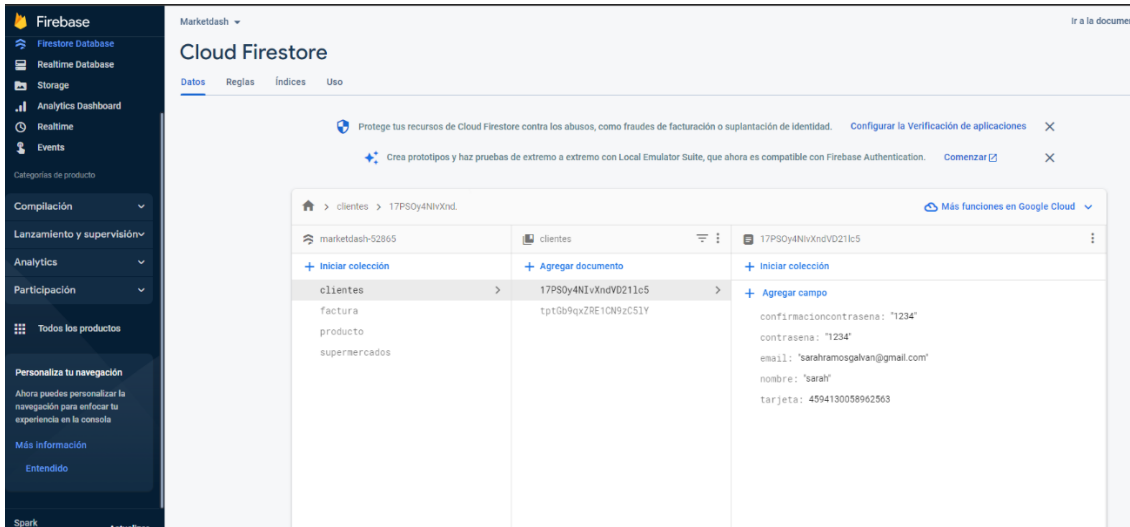 Firebase
Firestore Database
Realtime Database
Storage
Analytics Dashboard
Realtime
Events
Categorías de producto
Compilación
Lanzamiento y supervisión
Analytics
Participación
Todos los productos
Personaliza tu navegación
Ahora puedes personalizar la
navegación para enfocar tu
experiencia en la consola
Más información
Entendido
Spark
Marketdash
Ir a la documen
Cloud Firestore
Datos Reglas Índices Uso
Protege tus recursos de Cloud Firestore contra los abusos, como fraudes de facturación o suplantación de identidad. Configurar la Verificación de aplicaciones
Crea prototipos y haz pruebas de extremo a extremo con Local Emulator Suite, que ahora es compatible con Firebase Authentication. Comenzar
> clientes > 17PSOy4NIvXnd. Más funciones en Google Cloud
marketdash-52865 clientes 17PSOy4NIvXndVD21lc5
+ Iniciar colección + Agregar documento + Iniciar colección
clientes > 17PSOy4NIvXndVD21lc5 > + Agregar campo
factura tptGb9qxZRE1CN9zC5lY confirmacioncontrasena: "1234"
producto contrasena: "1234"
supermercados email: "sarahramosgalvan@gmail.com"
nombre: "sarah"
tarjeta: 4594130058962563